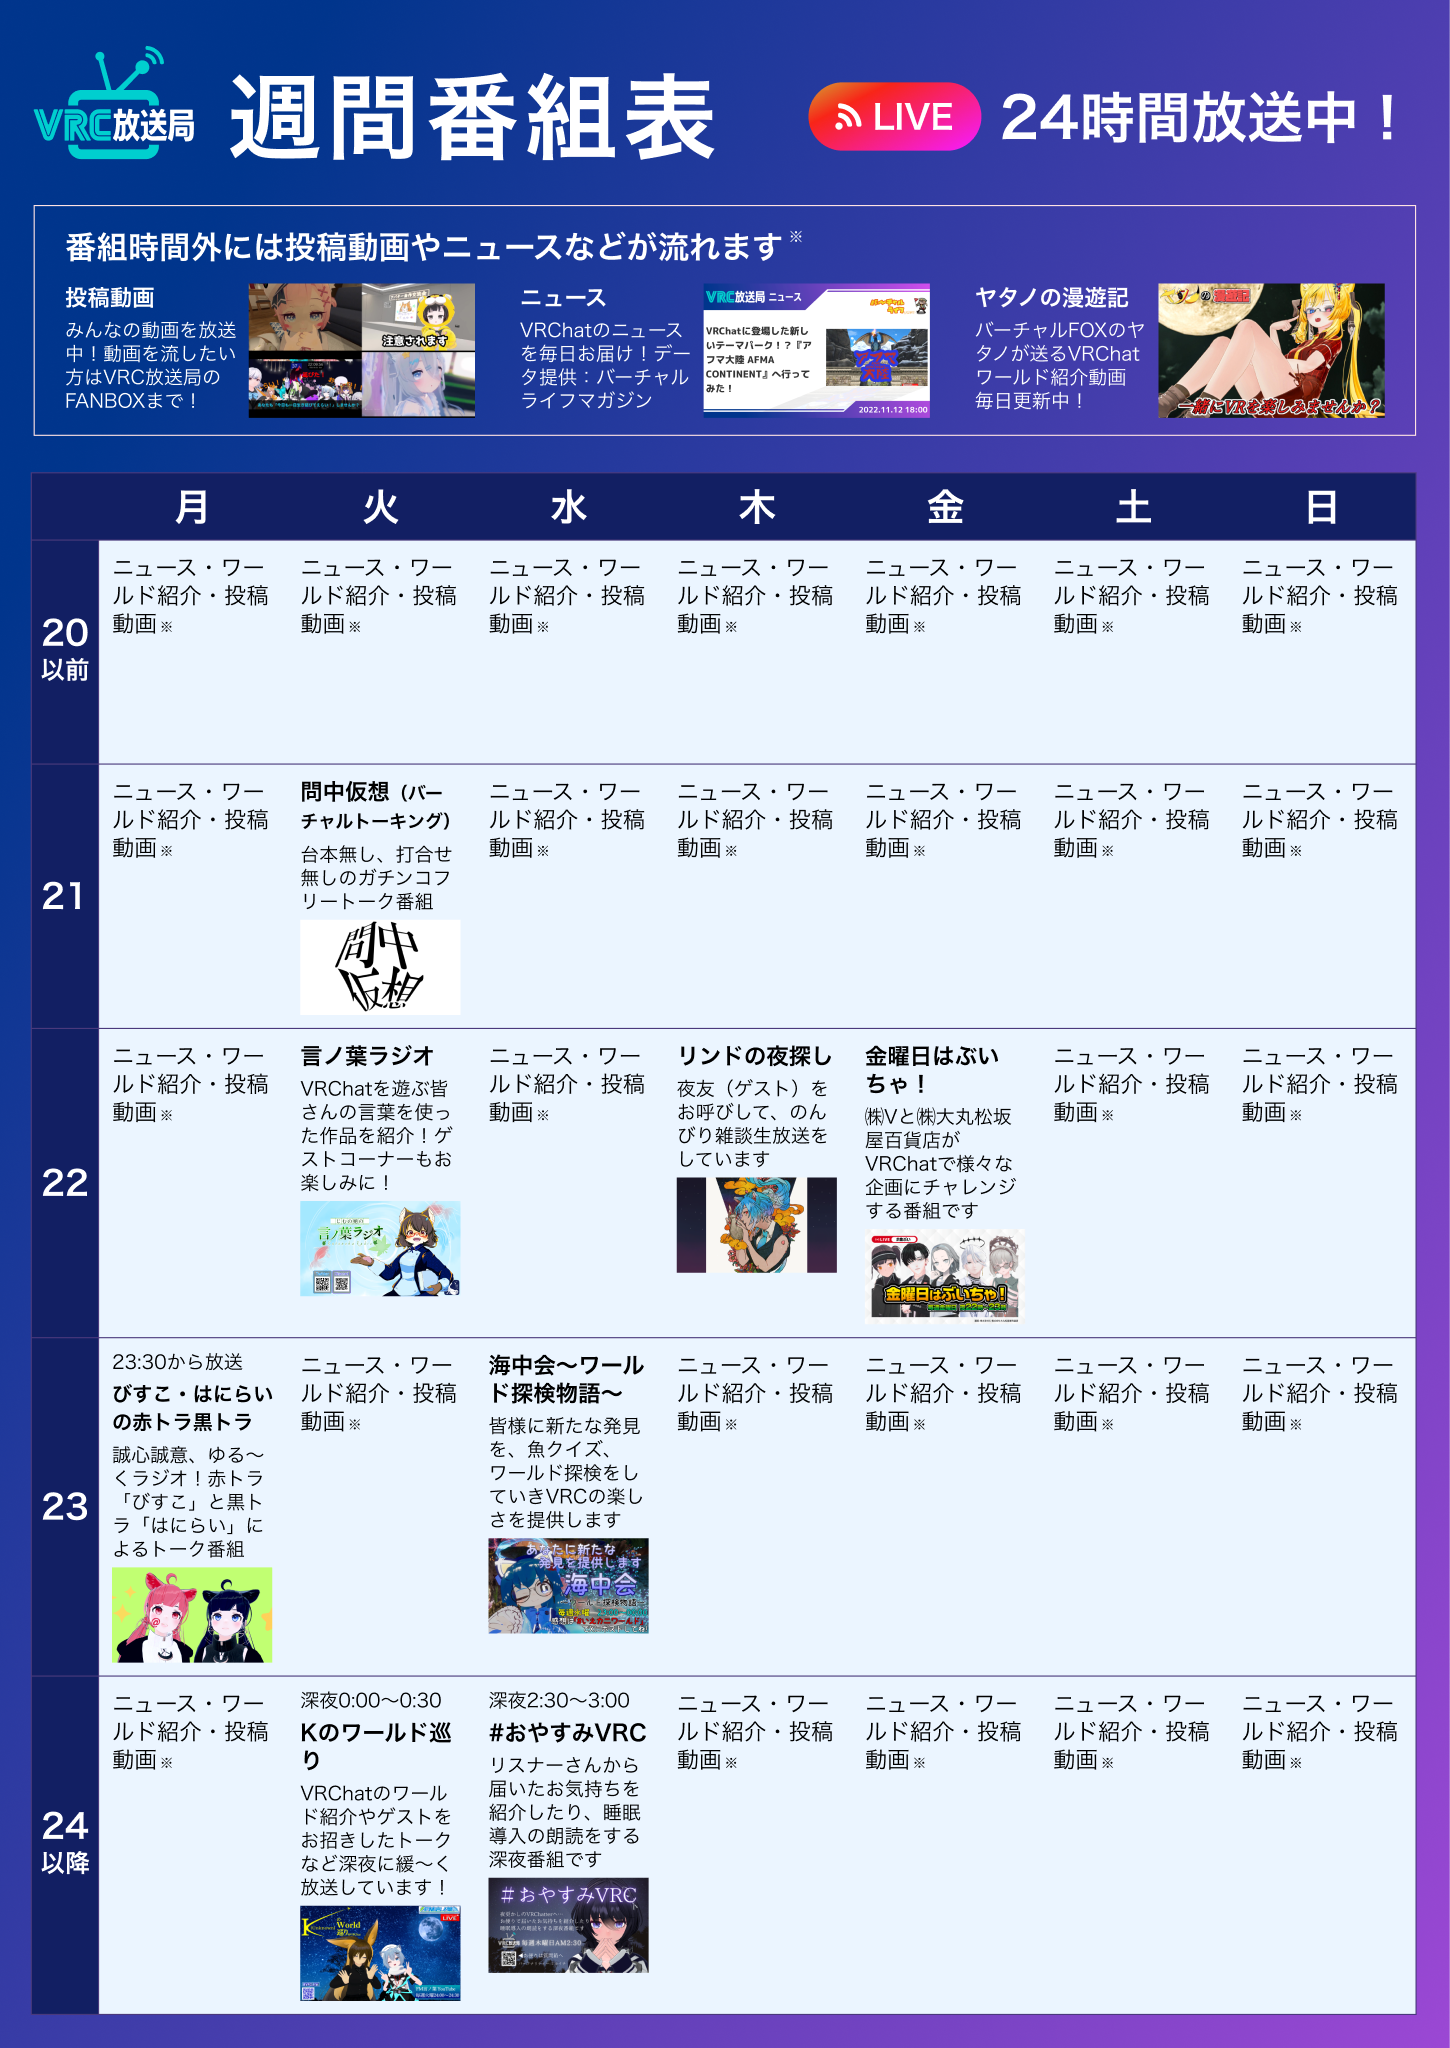 VRC放送局
週間番組表
LIVE
24時間放送中！
番組時間外には投稿動画やニュースなどが流れます※
投稿動画
みんなの動画を放送
中！動画を流したい
方はVRC放送局の
FANBOXまで！
注意されます
ニュース
VRChatのニュース
を毎日お届け！デー
タ提供：バーチャル
ライフマガジン
VRC放送局 ニュース
VRChatに登場した新し
いテーマパーク！？『ア
フマ大陸 AFMA
CONTINENT』へ行って
みた！
アフマ
大陸
2022.11.12 18:00
ヤタノの漫遊記
バーチャルFOXのヤ
タノが送るVRChat
ワールド紹介動画
毎日更新中！
ヤタノの漫遊記
一緒にVRを楽しみませんか？
月 火 水 木 金 土 日
20
以前
ニュース・ワー
ルド紹介・投稿
動画※
ニュース・ワー
ルド紹介・投稿
動画※
ニュース・ワー
ルド紹介・投稿
動画※
ニュース・ワー
ルド紹介・投稿
動画※
ニュース・ワー
ルド紹介・投稿
動画※
ニュース・ワー
ルド紹介・投稿
動画※
ニュース・ワー
ルド紹介・投稿
動画※
21
ニュース・ワー
ルド紹介・投稿
動画※
問中仮想（バー
チャルトーキング）
台本無し、打合せ
無しのガチンコフ
リートーク番組
問中
仮想
ニュース・ワー
ルド紹介・投稿
動画※
ニュース・ワー
ルド紹介・投稿
動画※
ニュース・ワー
ルド紹介・投稿
動画※
ニュース・ワー
ルド紹介・投稿
動画※
ニュース・ワー
ルド紹介・投稿
動画※
22
ニュース・ワー
ルド紹介・投稿
動画※
言ノ葉ラジオ
VRChatを遊ぶ皆
さんの言葉を使っ
た作品を紹介！ゲ
ストコーナーもお
楽しみに！
言ノ葉ラジオ
ニュース・ワー
ルド紹介・投稿
動画※
リンドの夜探し
夜友（ゲスト）を
お呼びして、のん
びり雑談生放送を
しています
金曜日はぶい
ちゃ！
㈱Vと㈱大丸松坂
屋百貨店が
VRChatで様々な
企画にチャレンジ
する番組です
LIVE
金曜日はぶいちゃ！
ニュース・ワー
ルド紹介・投稿
動画※
ニュース・ワー
ルド紹介・投稿
動画※
23
23:30から放送
びすこ・はにらい
の赤トラ黒トラ
誠心誠意、ゆる〜
くラジオ！赤トラ
「びすこ」と黒ト
ラ「はにらい」に
よるトーク番組
ニュース・ワー
ルド紹介・投稿
動画※
海中会〜ワール
ド探検物語〜
皆様に新たな発見
を、魚クイズ、
ワールド探検をし
ていきVRCの楽し
さを提供します
あなたに新たな
発見を提供します
海中会
ワールド探検物語
ニュース・ワー
ルド紹介・投稿
動画※
ニュース・ワー
ルド紹介・投稿
動画※
ニュース・ワー
ルド紹介・投稿
動画※
ニュース・ワー
ルド紹介・投稿
動画※
24
以降
ニュース・ワー
ルド紹介・投稿
動画※
深夜0:00〜0:30
Kのワールド巡
り
VRChatのワール
ド紹介やゲストを
お招きしたトーク
など深夜に緩〜く
放送しています！
World
巡り
LIVE
深夜2:30〜3:00
#おやすみVRC
リスナーさんから
届いたお気持ちを
紹介したり、睡眠
導入の朗読をする
深夜番組です
＃おやすみVRC
毎週木曜日AM2:30
ニュース・ワー
ルド紹介・投稿
動画※
ニュース・ワー
ルド紹介・投稿
動画※
ニュース・ワー
ルド紹介・投稿
動画※
ニュース・ワー
ルド紹介・投稿
動画※